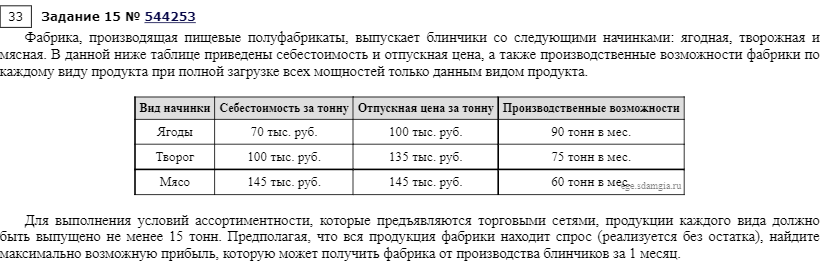 33 Задание 15 № 544253
Фабрика, производящая пищевые полуфабрикаты, выпускает блинчики со следующими начинками: ягодная, творожная и
мясная. В данной ниже таблице приведены себестоимость и отпускная цена, а также производственные возможности фабрики по
каждому виду продукта при полной загрузке всех мощностей только данным видом продукта.
Вид начинки Себестоимость за тонну Отпускная цена за тонну Производственные возможности
Ягоды 70 тыс. руб. 100 тыс. руб. 90 тонн в мес.
Творог 100 тыс. руб. 135 тыс. руб. 75 тонн в мес.
Мясо 145 тыс. руб. 145 тыс. руб. 60 тонн в мес.
ege.sdamgia.ru
Для выполнения условий ассортиментности, которые предъявляются торговыми сетями, продукции каждого вида должно
быть выпущено не менее 15 тонн. Предполагая, что вся продукция фабрики находит спрос (реализуется без остатка), найдите
максимально возможную прибыль, которую может получить фабрика от производства блинчиков за 1 месяц.